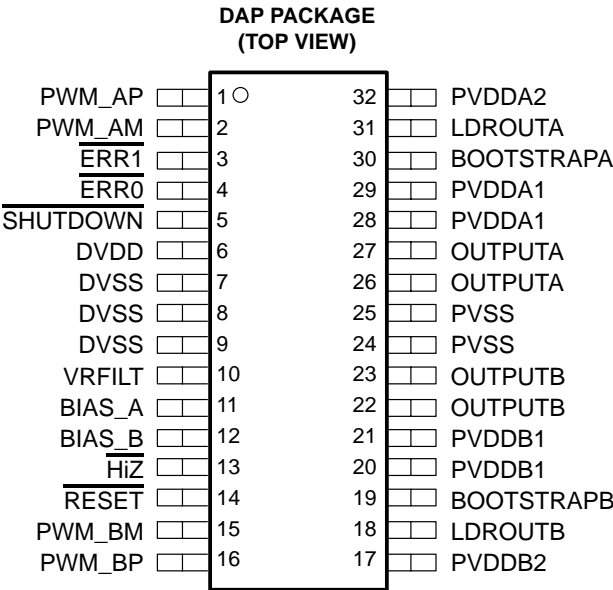 DAP PACKAGE
(TOP VIEW)
PWM_AP 1 32 PVDDA2
PWM_AM 2 31 LDROUTA
ERR1 3 30 BOOTSTRAPA
ERR0 4 29 PVDDA1
SHUTDOWN 5 28 PVDDA1
DVDD 6 27 OUTPUTA
DVSS 7 26 OUTPUTA
DVSS 8 25 PVSS
DVSS 9 24 PVSS
VRFILT 10 23 OUTPUTB
BIAS_A 11 22 OUTPUTB
BIAS_B 12 21 PVDDB1
HiZ 13 20 PVDDB1
RESET 14 19 BOOTSTRAPB
PWM_BM 15 18 LDROUTB
PWM_BP 16 17 PVDDB2